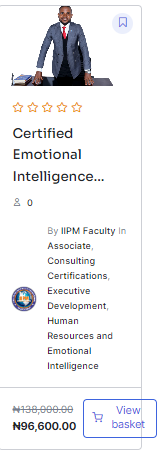 Certified
Emotional
Intelligence...
0
By IIPM Faculty In
Associate,
Consulting
Certifications,
Executive
Development,
Human
Resources and
Emotional
Intelligence
₦138,000.00
₦96,600.00
View
basket